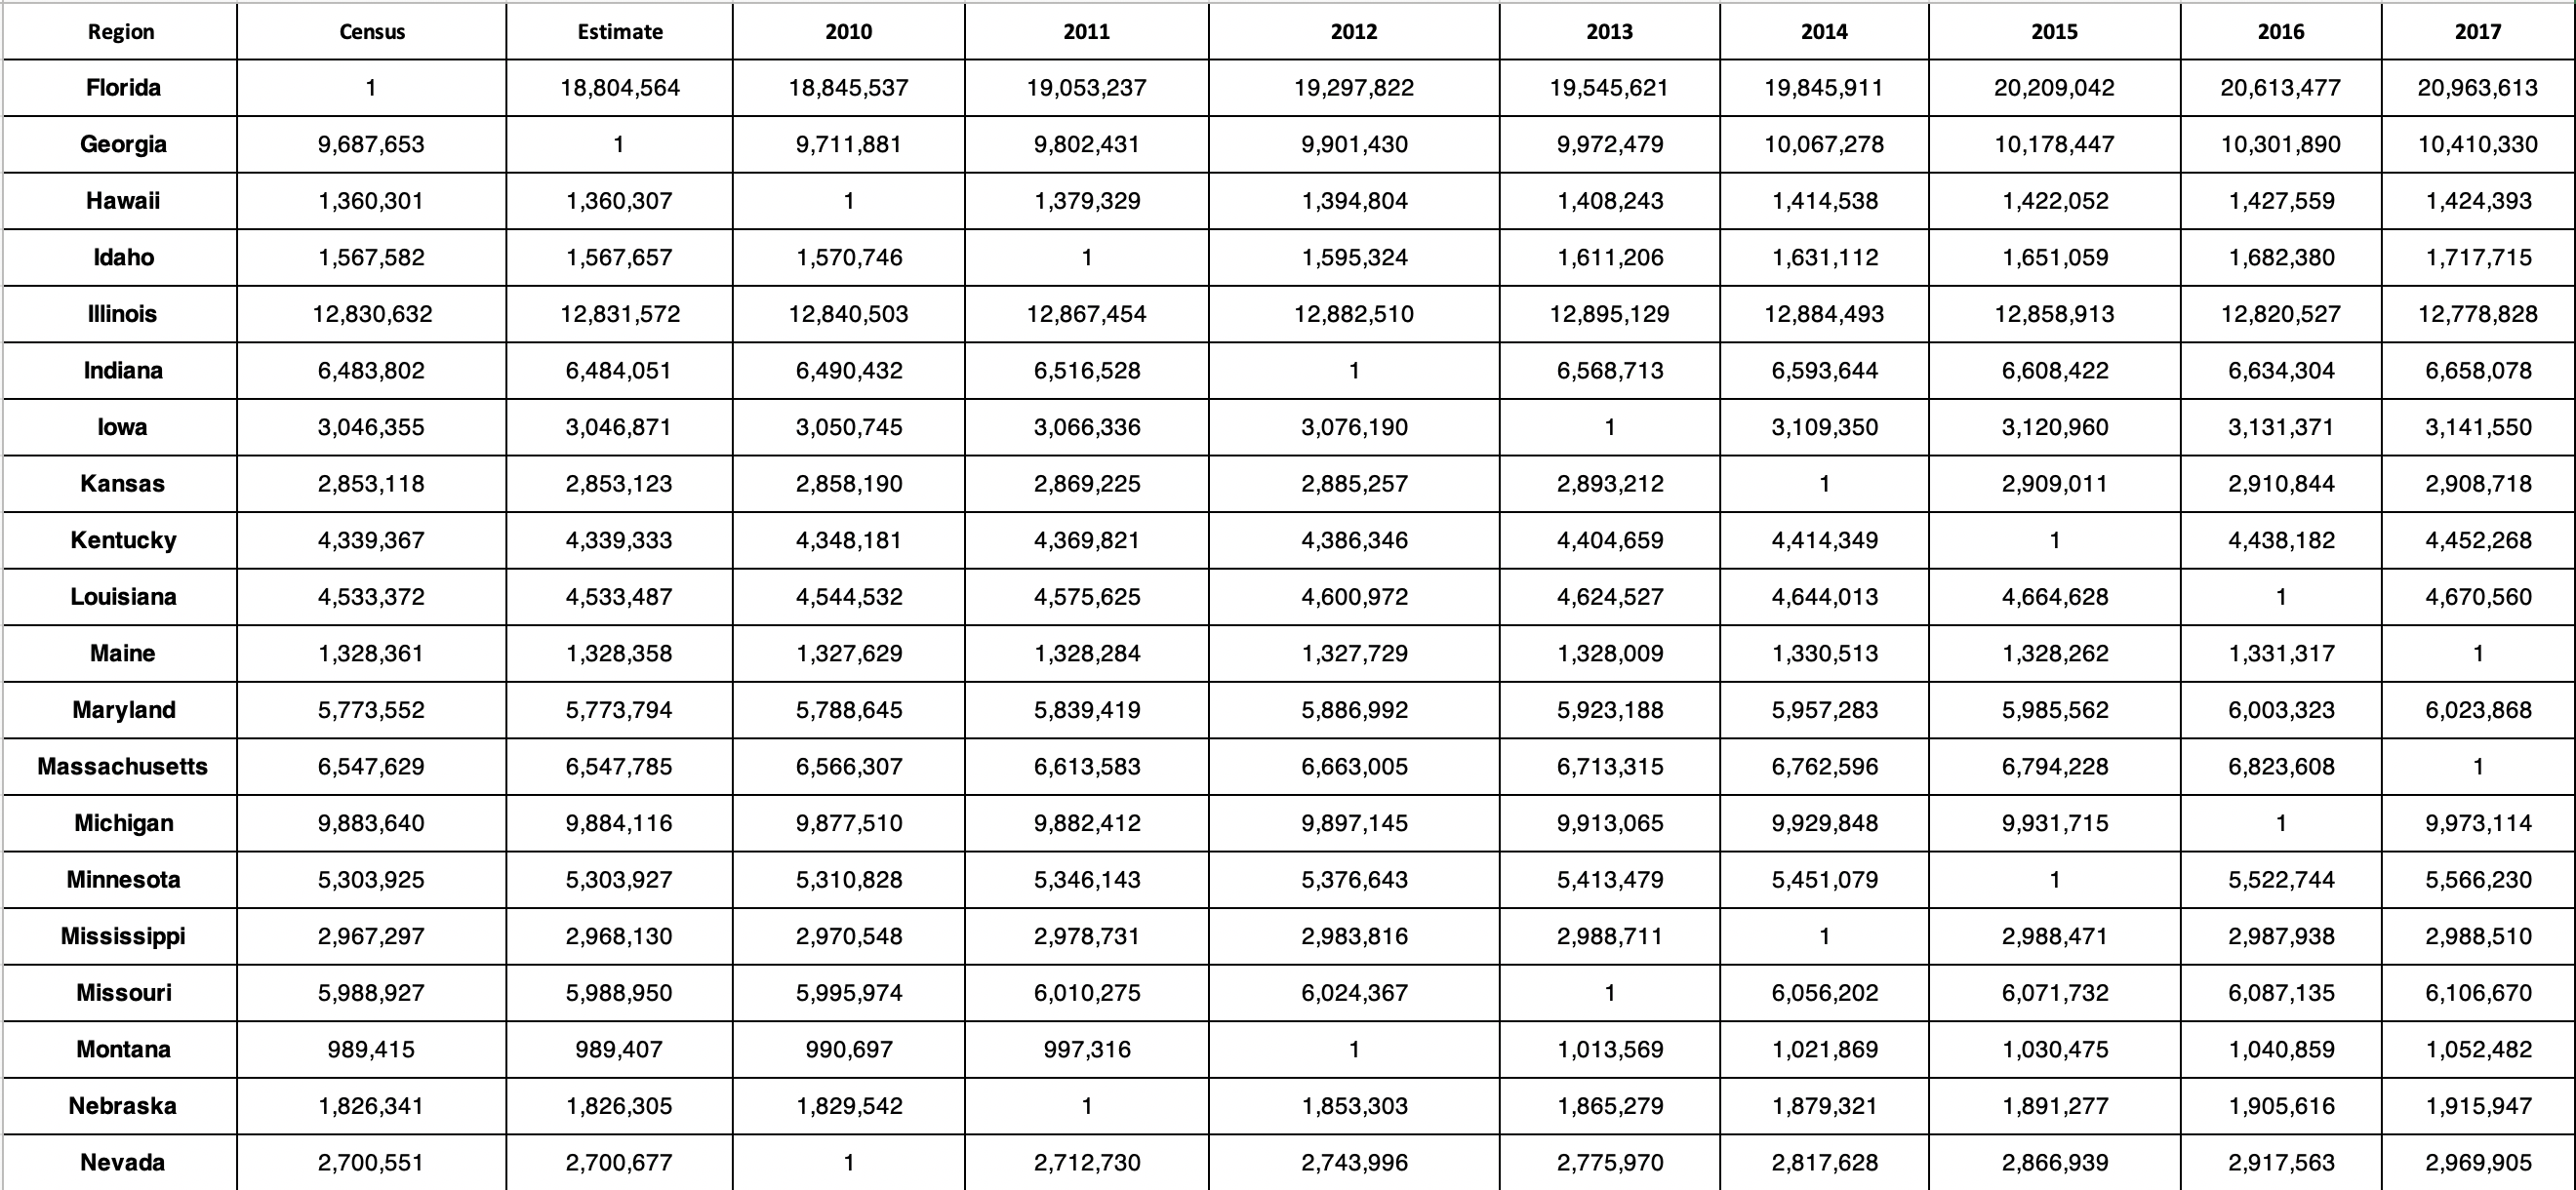 Region Census Estimate 2010 2011 2012 2013 2014 2015 2016 2017
Florida 1 18,804,564 18,845,537 19,053,237 19,297,822 19,545,621 19,845,911 20,209,042 20,613,477 20,963,613
Georgia 9,687,653 1 9,711,881 9,802,431 9,901,430 9,972,479 10,067,278 10,178,447 10,301,890 10,410,330
Hawaii 1,360,301 1,360,307 1 1,379,329 1,394,804 1,408,243 1,414,538 1,422,052 1,427,559 1,424,393
Idaho 1,567,582 1,567,657 1,570,746 1 1,595,324 1,611,206 1,631,112 1,651,059 1,682,380 1,717,715
Illinois 12,830,632 12,831,572 12,840,503 12,867,454 12,882,510 12,895,129 12,884,493 12,858,913 12,820,527 12,778,828
Indiana 6,483,802 6,484,051 6,490,432 6,516,528 1 6,568,713 6,593,644 6,608,422 6,634,304 6,658,078
Iowa 3,046,355 3,046,871 3,050,745 3,066,336 3,076,190 1 3,109,350 3,120,960 3,131,371 3,141,550
Kansas 2,853,118 2,853,123 2,858,190 2,869,225 2,885,257 2,893,212 1 2,909,011 2,910,844 2,908,718
Kentucky 4,339,367 4,339,333 4,348,181 4,369,821 4,386,346 4,404,659 4,414,349 1 4,438,182 4,452,268
Louisiana 4,533,372 4,533,487 4,544,532 4,575,625 4,600,972 4,624,527 4,644,013 4,664,628 1 4,670,560
Maine 1,328,361 1,328,358 1,327,629 1,328,284 1,327,729 1,328,009 1,330,513 1,328,262 1,331,317 1
Maryland 5,773,552 5,773,794 5,788,645 5,839,419 5,886,992 5,923,188 5,957,283 5,985,562 6,003,323 6,023,868
Massachusetts 6,547,629 6,547,785 6,566,307 6,613,583 6,663,005 6,713,315 6,762,596 6,794,228 6,823,608 1
Michigan 9,883,640 9,884,116 9,877,510 9,882,412 9,897,145 9,913,065 9,929,848 9,931,715 1 9,973,114
Minnesota 5,303,925 5,303,927 5,310,828 5,346,143 5,376,643 5,413,479 5,451,079 1 5,522,744 5,566,230
Mississippi 2,967,297 2,968,130 2,970,548 2,978,731 2,983,816 2,988,711 1 2,988,471 2,987,938 2,988,510
Missouri 5,988,927 5,988,950 5,995,974 6,010,275 6,024,367 1 6,056,202 6,071,732 6,087,135 6,106,670
Montana 989,415 989,407 990,697 997,316 1 1,013,569 1,021,869 1,030,475 1,040,859 1,052,482
Nebraska 1,826,341 1,826,305 1,829,542 1 1,853,303 1,865,279 1,879,321 1,891,277 1,905,616 1,915,947
Nevada 2,700,551 2,700,677 1 2,712,730 2,743,996 2,775,970 2,817,628 2,866,939 2,917,563 2,969,905